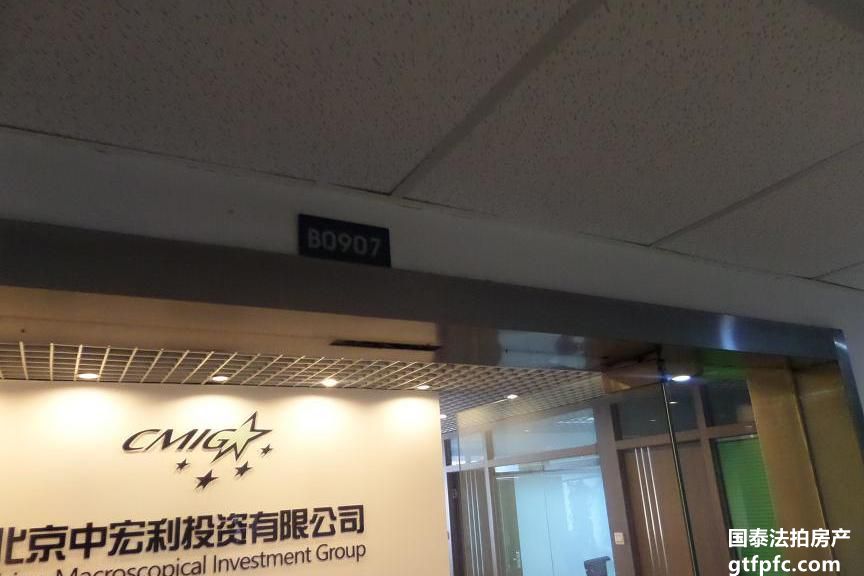 B0907
CMIG
北京中宏利投资有限公司
Macroscopical Investment Group
国泰法拍房产
gtfpfc.com